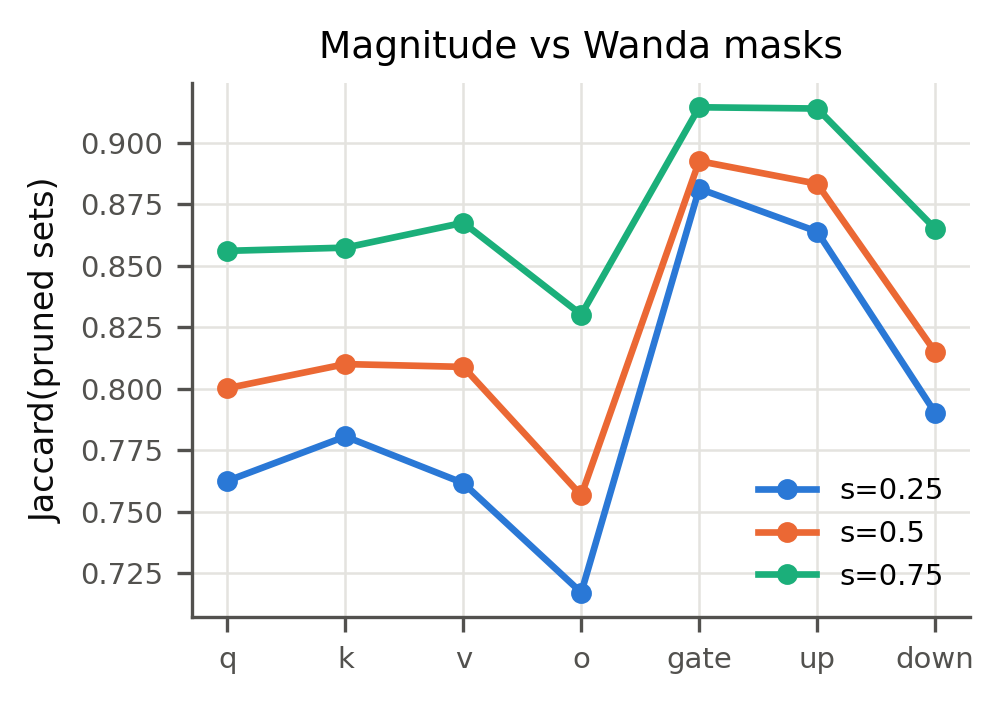 Magnitude vs Wanda masks
Jaccard(pruned sets)
0.900
0.875
0.850
0.825
0.800
0.775
0.750
0.725
s=0.25
s=0.5
s=0.75
q k v o gate up down